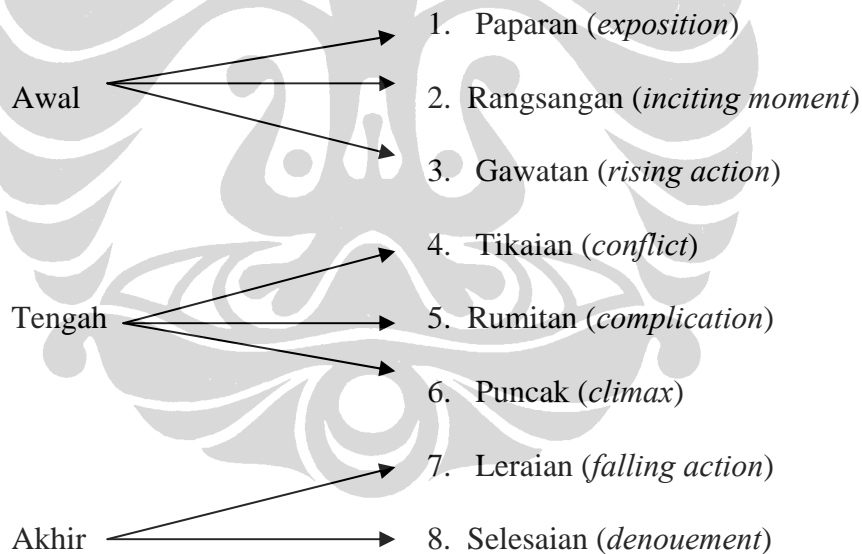 1. Paparan (exposition)
Awal
2. Rangsangan (inciting moment)
3. Gawatan (rising action)
4. Tikaian (conflict)
Tengah
5. Rumitan (complication)
6. Puncak (climax)
7. Leraian (falling action)
Akhir
8. Selesaian (denouement)